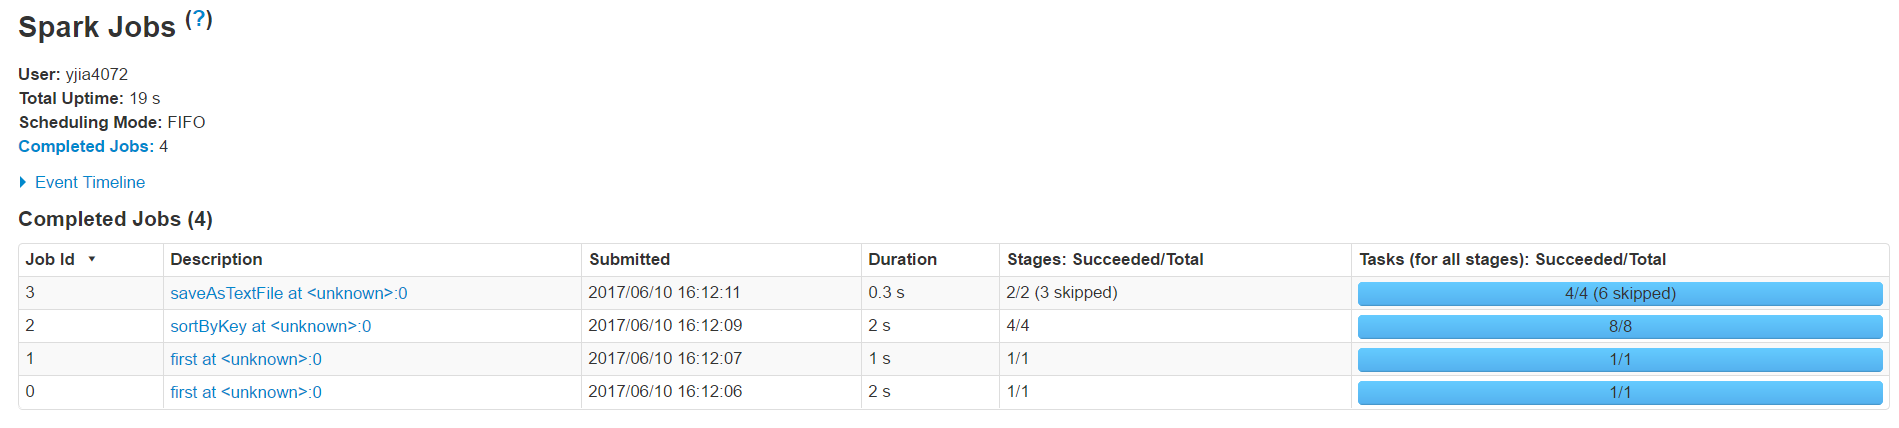 Spark Jobs (?)
User: yjia4072
Total Uptime: 19 s
Scheduling Mode: FIFO
Completed Jobs: 4
Event Timeline
Completed Jobs (4)
Job Id Description Submitted Duration Stages: Succeeded/Total Tasks (for all stages): Succeeded/Total
3 saveAsTextFile at <unknown>:0 2017/06/10 16:12:11 0.3 s 2/2 (3 skipped) 4/4 (6 skipped)
2 sortByKey at <unknown>:0 2017/06/10 16:12:09 2 s 4/4 8/8
1 first at <unknown>:0 2017/06/10 16:12:07 1 s 1/1 1/1
0 first at <unknown>:0 2017/06/10 16:12:06 2 s 1/1 1/1